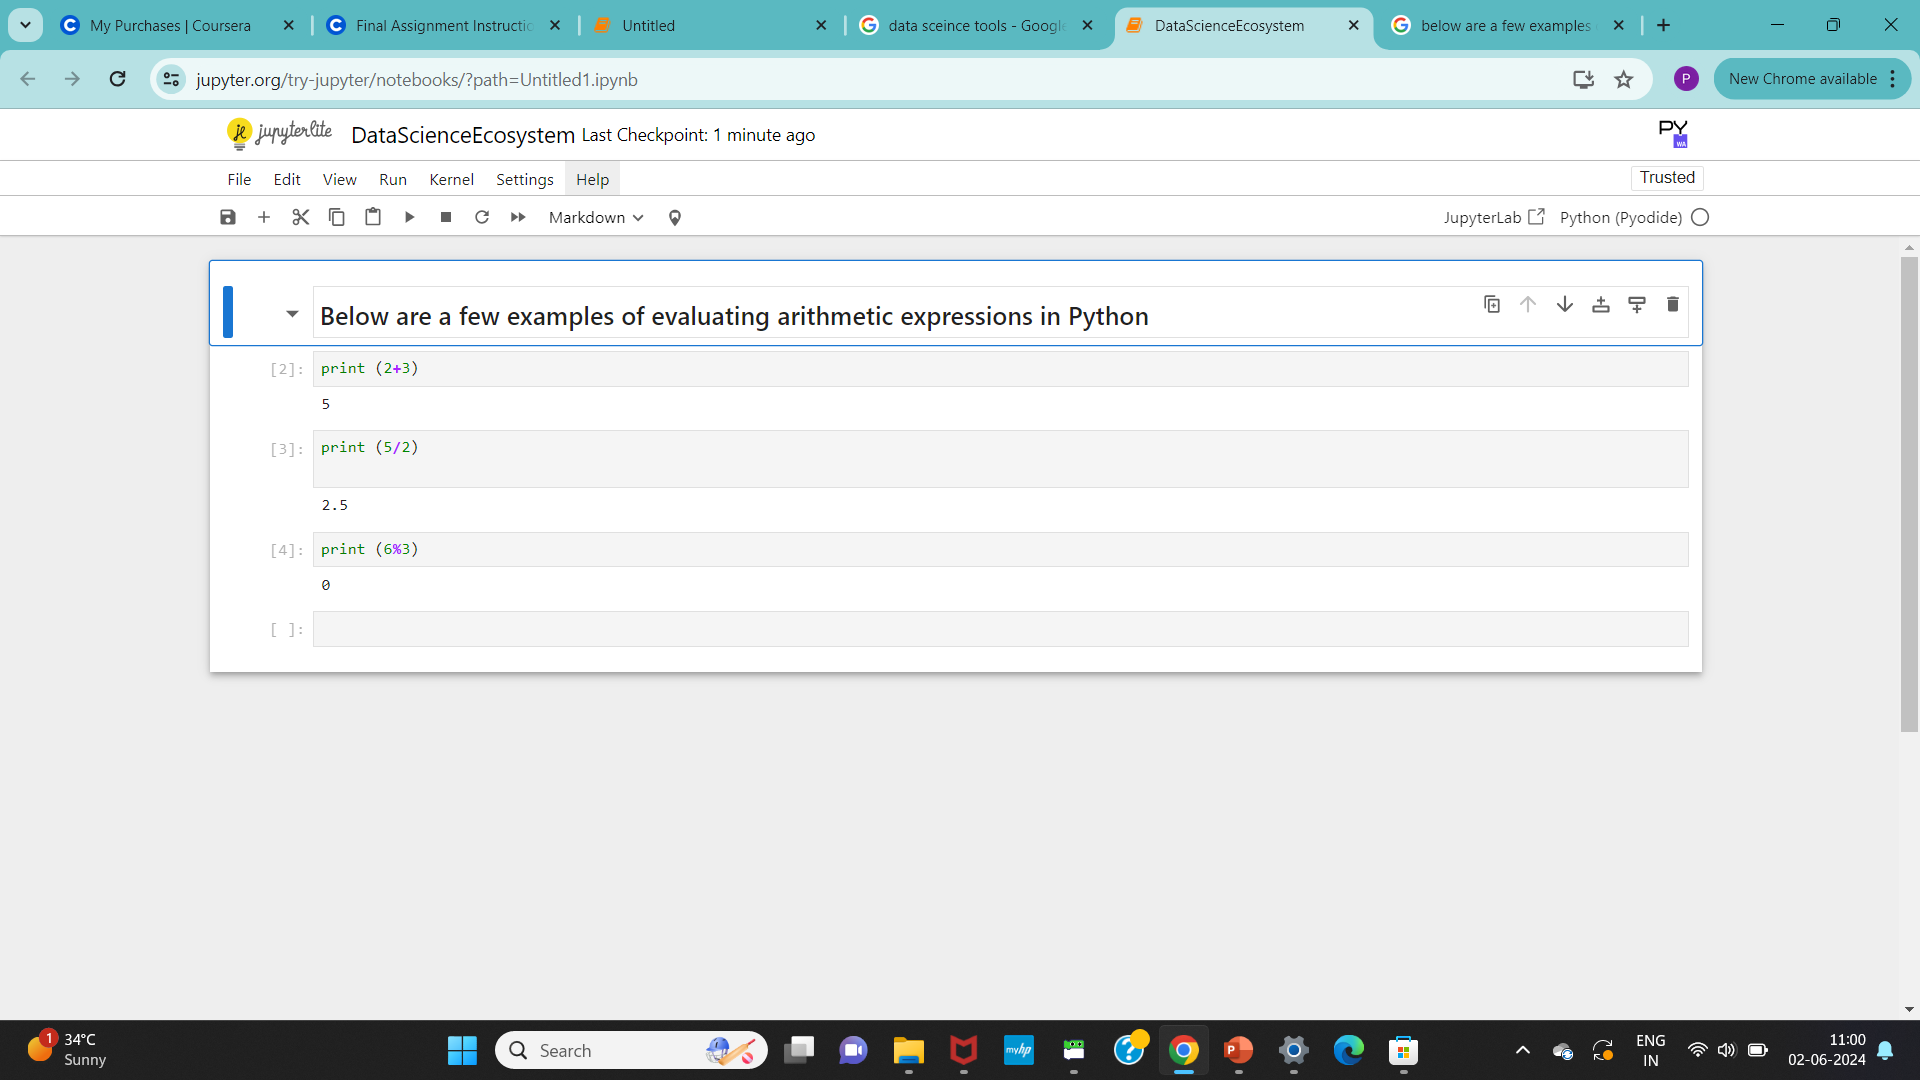 My Purchases | Coursera
Final Assignment Instructio
Untitled
data sceince tools - Google
DataScienceEcosystem
below are a few examples
jupyter.org/try-jupyter/notebooks/?path=Untitled1.ipynb
P
New Chrome available
jupyterlite
DataScienceEcosystem Last Checkpoint: 1 minute ago
PY
WA
File Edit View Run Kernel Settings Help
Trusted
Markdown
JupyterLab
Python (Pyodide)
Below are a few examples of evaluating arithmetic expressions in Python
[2]: print (2+3)
5
[3]: print (5/2)
2.5
[4]: print (6%3)
0
[ ]:
1
34°C
Sunny
Search
myhp
ENG
IN
11:00
02-06-2024